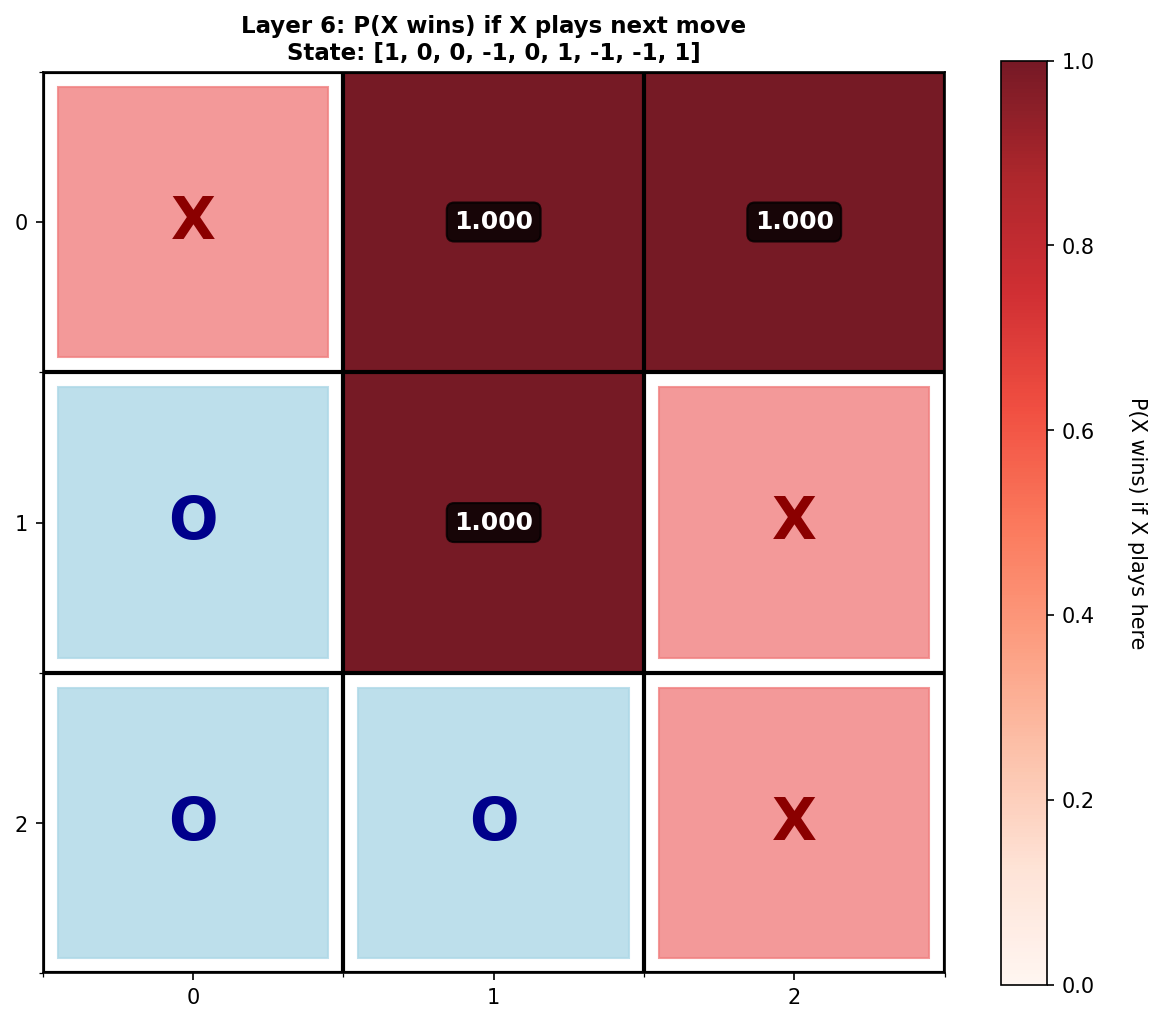 Layer 6: P(X wins) if X plays next move
State: [1, 0, 0, -1, 0, 1, -1, -1, 1]
0
X
1.000
1.000
1
O
1.000
X
2
O
O
X
0
1
2
1.0
0.8
0.6
0.4
0.2
0.0
P(X wins) if X plays here